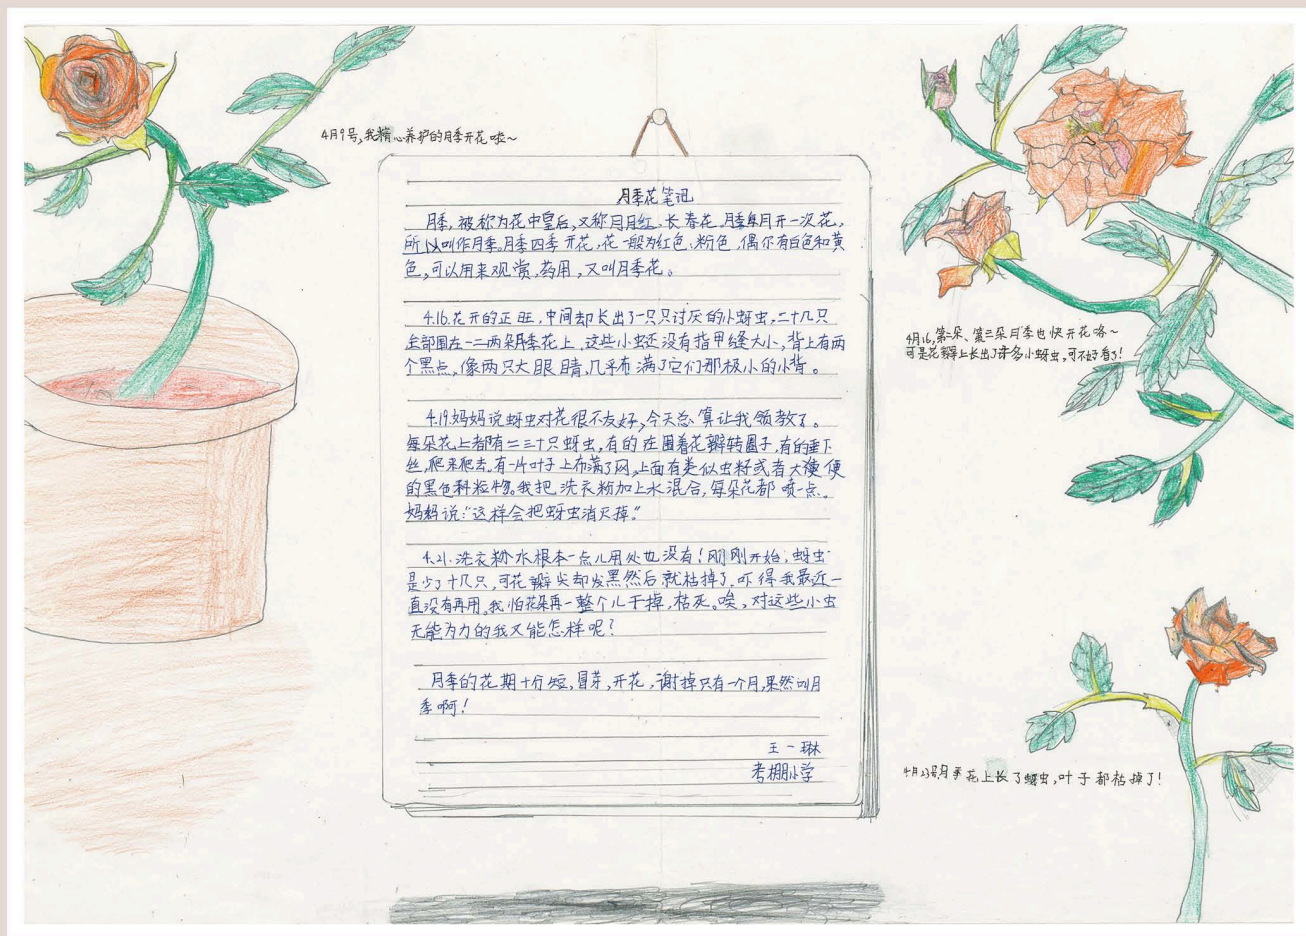 4月9号,我精心养护的月季开花啦~
月季花笔记
月季,被称为花中皇后,又称月月红、长春花。月季每月开一次花,
所以叫作月季。月季四季开花,花一般为红色、粉色,偶尔有白色和黄
色,可以用来观赏、药用,又叫月季花。
4.16.花开的正旺,中间却长出了一只只讨厌的小蚜虫,二十几只
全部围在一二两朵月季花上,这些小虫还没有指甲缝大小,背上有两
个黑点,像两只大眼睛,几乎布满了它们那极小的小背。
4.19.妈妈说蚜虫对花很不友好,今天总算让我领教了。
每朵花上都有二三十只蚜虫,有的在围着花瓣转圈子,有的垂下
丝,爬来爬去,有一片叶子上布满了网,上面有类似虫籽或者大便
的黑色颗粒物。我把洗衣粉加上水混合,每朵花都喷一点。
妈妈说:“这样会把蚜虫消灭掉。”
4.21.洗衣粉水根本一点儿用处也没有!刚刚开始,蚜虫
是少了十几只,可花瓣尖却发黑然后就枯掉了,吓得我最近一
直没有再用。我怕花朵再一整个儿干掉,枯死。唉,对这些小虫
无能为力的我又能怎样呢?
月季的花期十分短,冒芽,开花,谢掉只有一个月,果然叫月
季啊!
王一琳
考棚小学
4月16,第二朵、第三朵月季也快开花咯~
可是花瓣上长出了许多小蚜虫,可不好看了!
4月23号月季花上长了蚜虫,叶子都枯掉了!